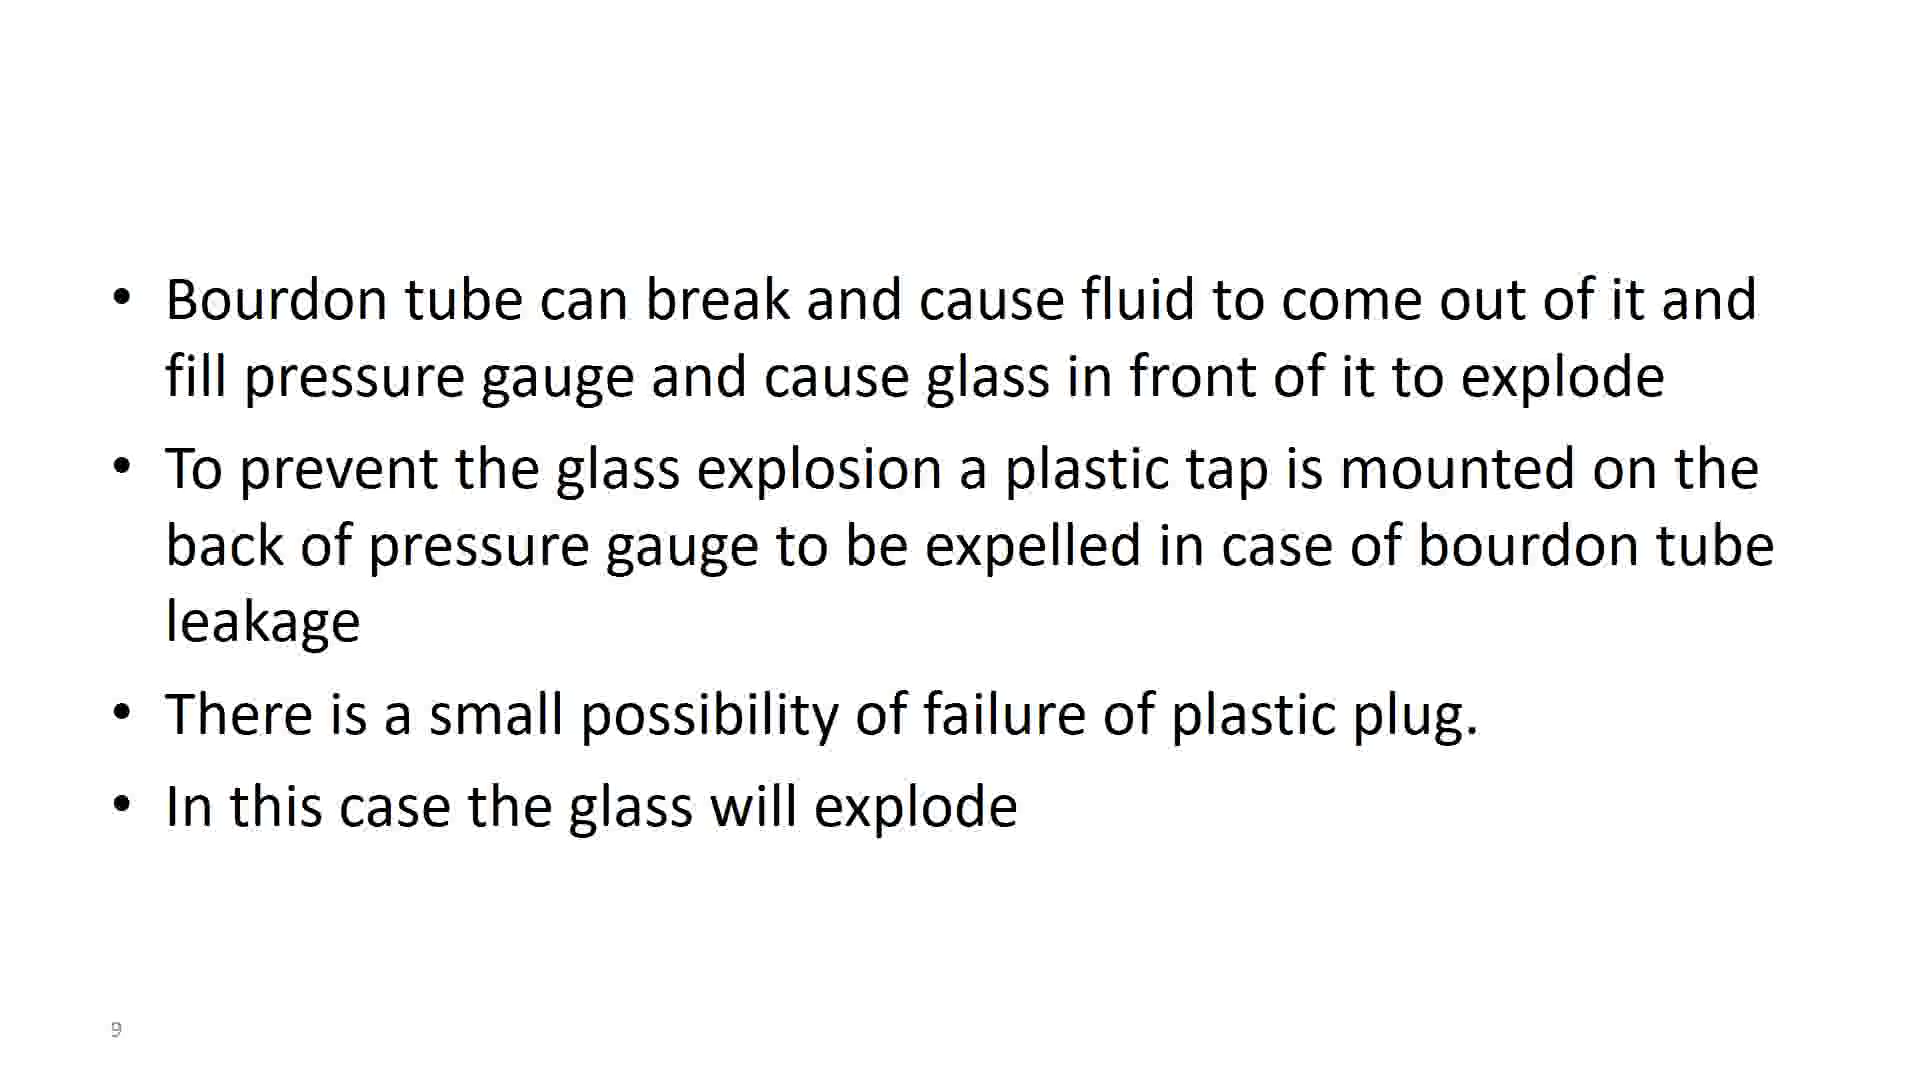 • Bourdon tube can break and cause fluid to come out of it and
fill pressure gauge and cause glass in front of it to explode
• To prevent the glass explosion a plastic tap is mounted on the
back of pressure gauge to be expelled in case of bourdon tube
leakage
• There is a small possibility of failure of plastic plug.
• In this case the glass will explode
9